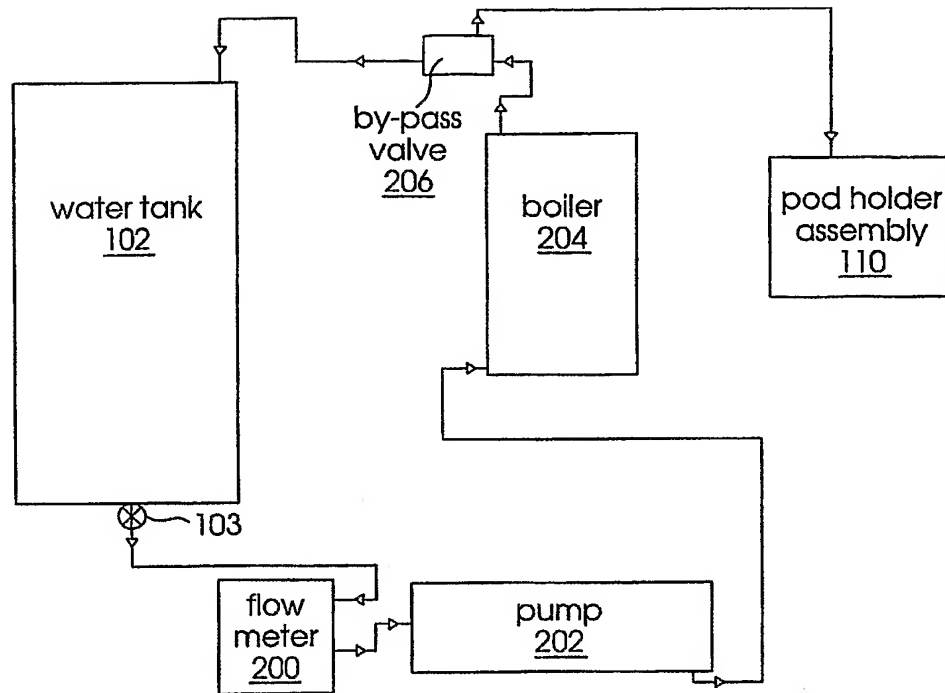 by-pass
valve
206
water tank
102
boiler
204
pod holder
assembly
110
103
flow
meter
200
pump
202